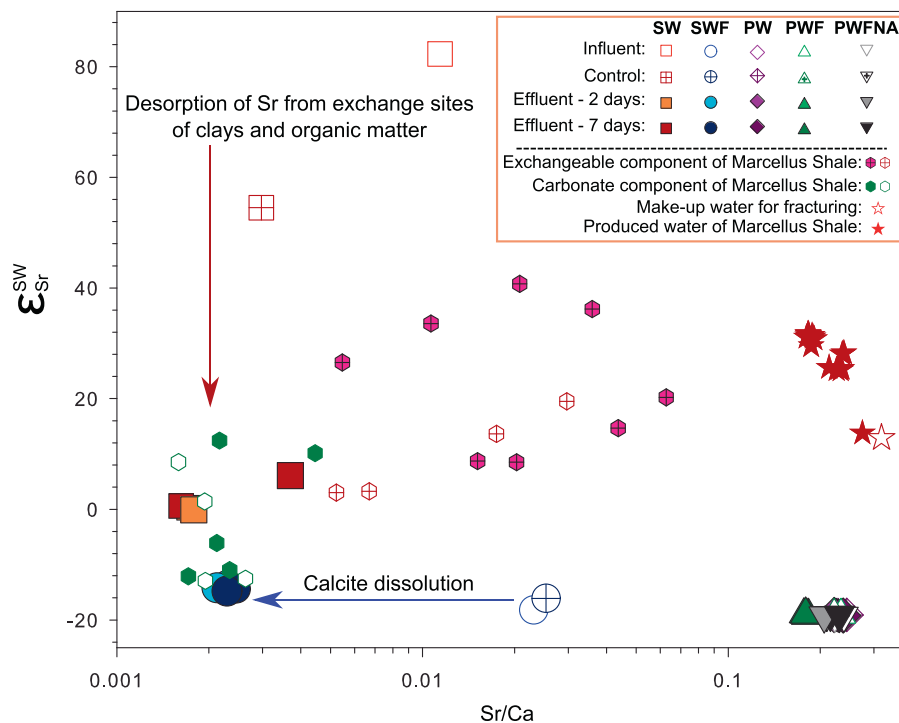 SW SWF PW PWF PWFNA
Influent:
Control:
Effluent - 2 days:
Effluent - 7 days:
Exchangeable component of Marcellus Shale:
Carbonate component of Marcellus Shale:
Make-up water for fracturing:
Produced water of Marcellus Shale:
Desorption of Sr from exchange sites
of clays and organic matter
Calcite dissolution
80
60
40
20
0
-20
εSWSr
0.001 0.01 0.1
Sr/Ca